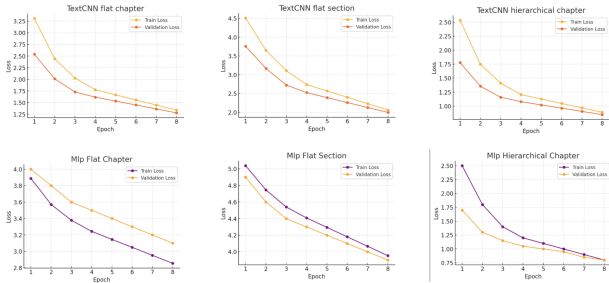 TextCNN flat chapter
Train Loss
Validation Loss
3.25
3.00
2.75
2.50
2.25
2.00
1.75
1.50
1.25
Loss
1 2 3 4 5 6 7 8
Epoch
TextCNN flat section
Train Loss
Validation Loss
4.5
4.0
3.5
3.0
2.5
2.0
Loss
1 2 3 4 5 6 7 8
Epoch
TextCNN hierarchical chapter
Train Loss
Validation Loss
2.50
2.25
2.00
1.75
1.50
1.25
1.00
Loss
1 2 3 4 5 6 7 8
Epoch
Mlp Flat Chapter
Train Loss
Validation Loss
4.0
3.8
3.6
3.4
3.2
3.0
2.8
Loss
1 2 3 4 5 6 7 8
Epoch
Mlp Flat Section
Train Loss
Validation Loss
5.0
4.8
4.6
4.4
4.2
4.0
Loss
1 2 3 4 5 6 7 8
Epoch
Mlp Hierarchical Chapter
Train Loss
Validation Loss
2.50
2.25
2.00
1.75
1.50
1.25
1.00
0.75
Loss
1 2 3 4 5 6 7 8
Epoch